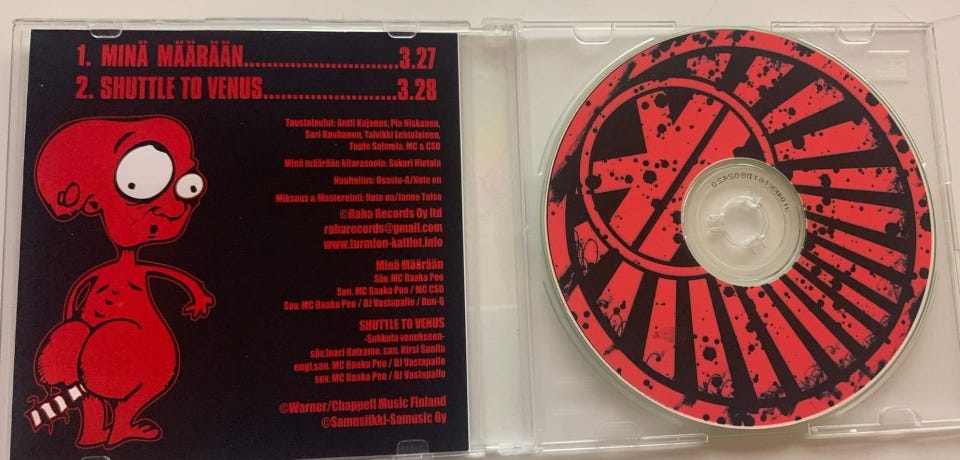 1. MINÄ MÄÄRÄÄN............................3.27
2. SHUTTLE TO VENUS........................3.28
Taustalaulut: Antti Kajanus, Pia Niskanen,
Sari Kauhanen, Taivikki Lehtolainen,
Tuple Salmela, MC & CSD
Minä määrään kitarasoolo: Sakari Hietala
Nauhoitus: Osasto-A/Note on
Miksaus & Masterointi: Note on/Janne Tolsa
©Raha Records Oy ltd
raharecords@gmail.com
www.turmion-katilot.info
Minä Määrään
Säv. MC Raaka Pee
San. MC Raaka Pee / MC CSD
Sov. MC Raaka Pee / DJ Vastapallo / Run-Q
SHUTTLE TO VENUS
-Sukkula venukseen-
säv.Inari Katramo, san. Kirsi Sunila
engl.san. MC Raaka Pee / DJ Vastapallo
sov. MC Raaka Pee / DJ Vastapallo
©Warner/Chappell Music Finland
©Samusiikki-Samusic Oy